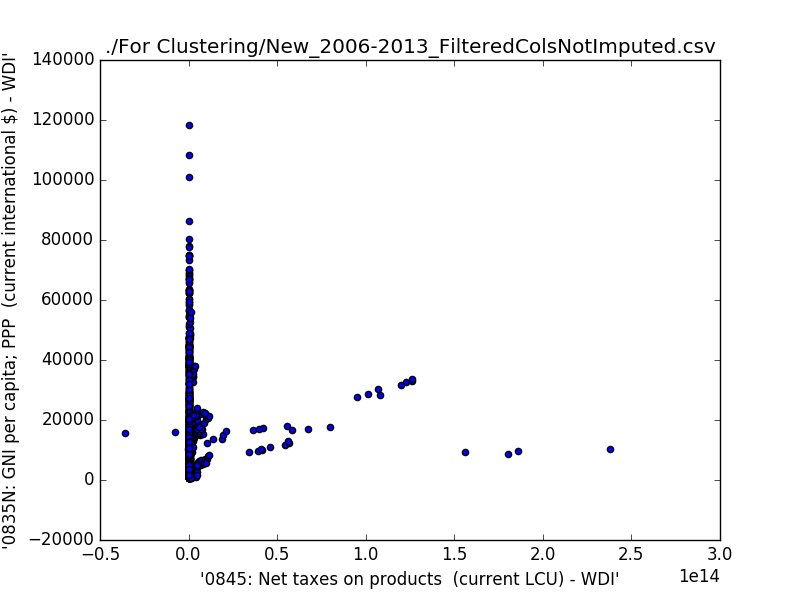 ./For Clustering/New_2006-2013_FilteredColsNotImputed.csv
'0835N: GNI per capita; PPP  (current international $) - WDI'
140000
120000
100000
80000
60000
40000
20000
0
−20000
−0.5 0.0 0.5 1.0 1.5 2.0 2.5 3.0
1e14
'0845: Net taxes on products  (current LCU) - WDI'